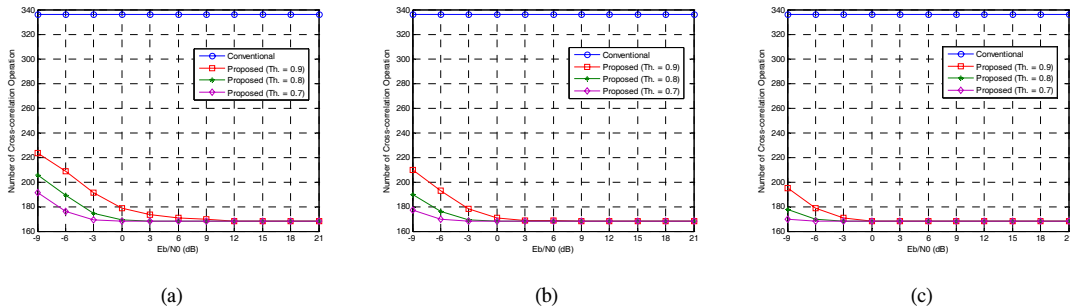 340
320
300
280
260
240
220
200
180
160
Number of Cross-correlation Operation
Conventional
Proposed (Th. = 0.9)
Proposed (Th. = 0.8)
Proposed (Th. = 0.7)
-9 -6 -3 0 3 6 9 12 15 18 21
Eb/N0 (dB)
(a)
340
320
300
280
260
240
220
200
180
160
Number of Cross-correlation Operation
Conventional
Proposed (Th. = 0.9)
Proposed (Th. = 0.8)
Proposed (Th. = 0.7)
-9 -6 -3 0 3 6 9 12 15 18 21
Eb/N0 (dB)
(b)
340
320
300
280
260
240
220
200
180
160
Number of Cross-correlation Operation
Conventional
Proposed (Th. = 0.9)
Proposed (Th. = 0.8)
Proposed (Th. = 0.7)
-9 -6 -3 0 3 6 9 12 15 18
Eb/N0 (dB)
(c)